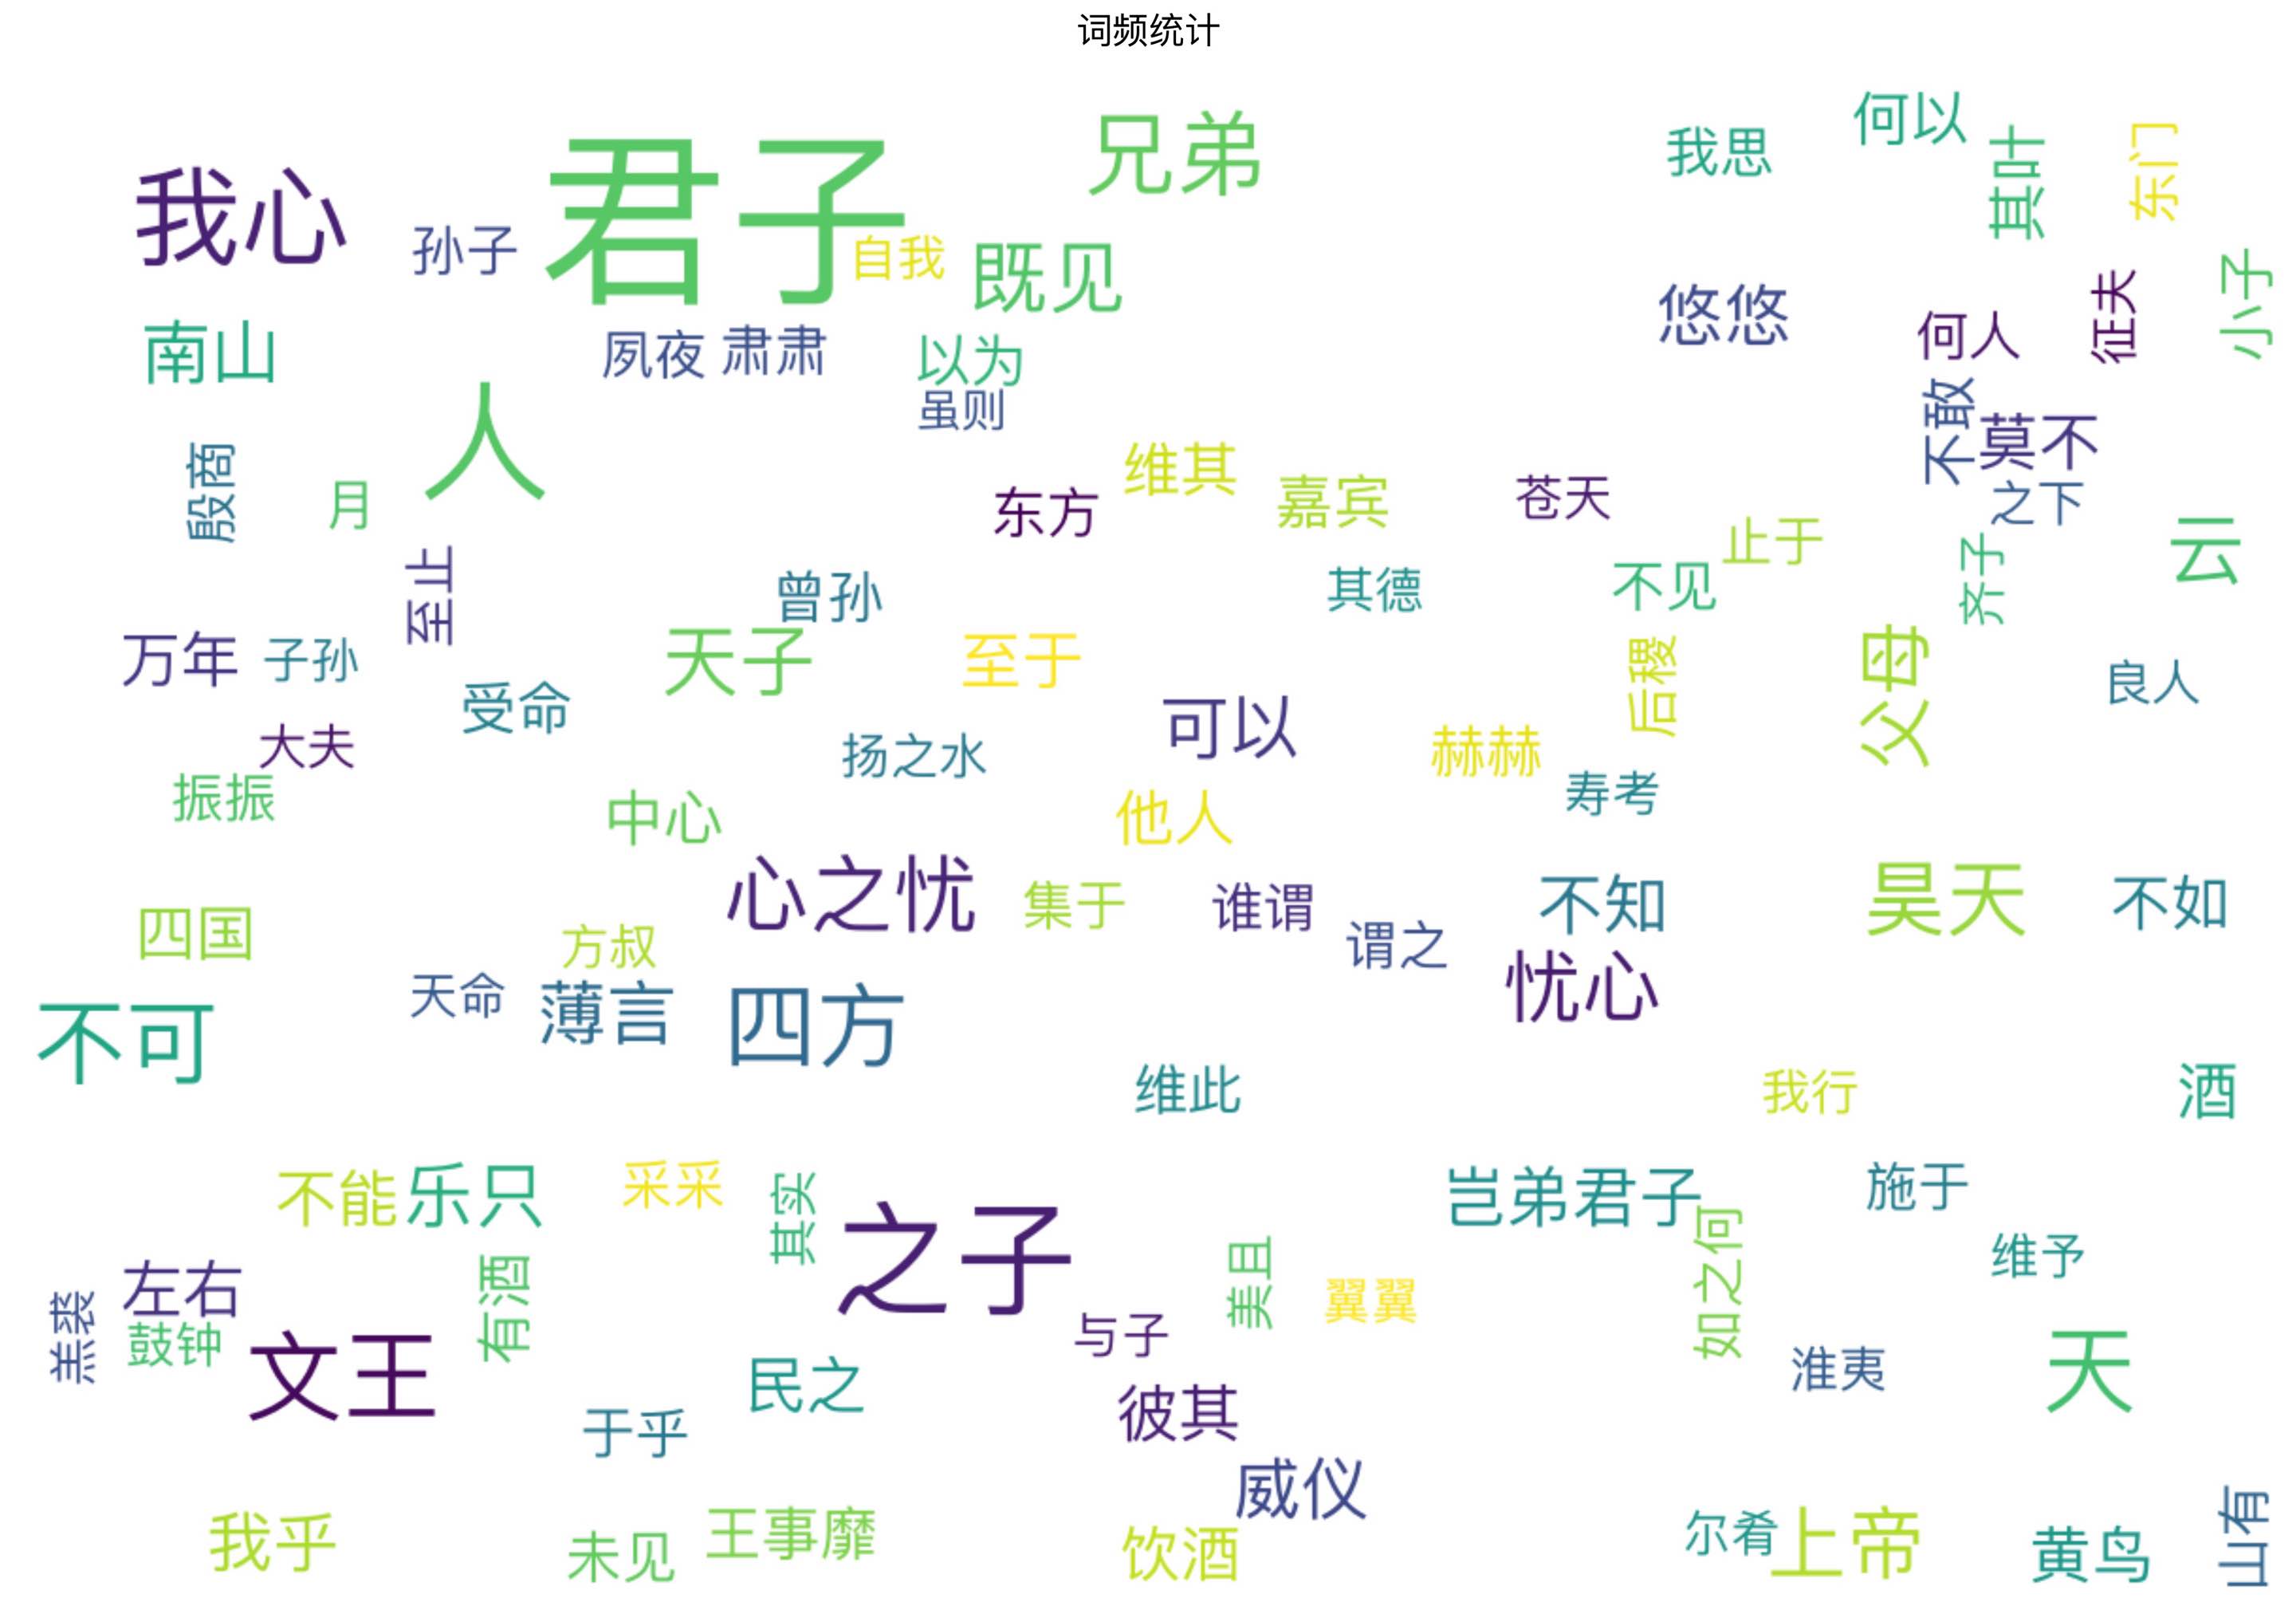 词频统计
何以
我思
其叶
东门
兄弟
君子
我心
孙子
自我
既见
小子
悠悠
何人
征夫
南山
夙夜
肃肃
以为
虽则
不敢
莫不
人
殷商
月
维其
东方
嘉宾
苍天
之下
止于
云
至止
曾孙
其德
不见
齐子
万年
子孙
天子
至于
后稷
父母
良人
受命
可以
大夫
扬之水
赫赫
振振
中心
他人
寿考
心之忧
集于
谁谓
不知
昊天
不如
四国
方叔
谓之
忧心
天命
薄言
四方
不可
维此
我行
酒
不能
乐只
采采
其实
岂弟君子
施于
之子
如之何
维予
左右
有酒
美且
翼翼
羔裘
鼓钟
文王
与子
淮夷
天
民之
彼其
于乎
威仪
山有
我乎
未见
王事靡
饮酒
尔肴
上帝
黄鸟